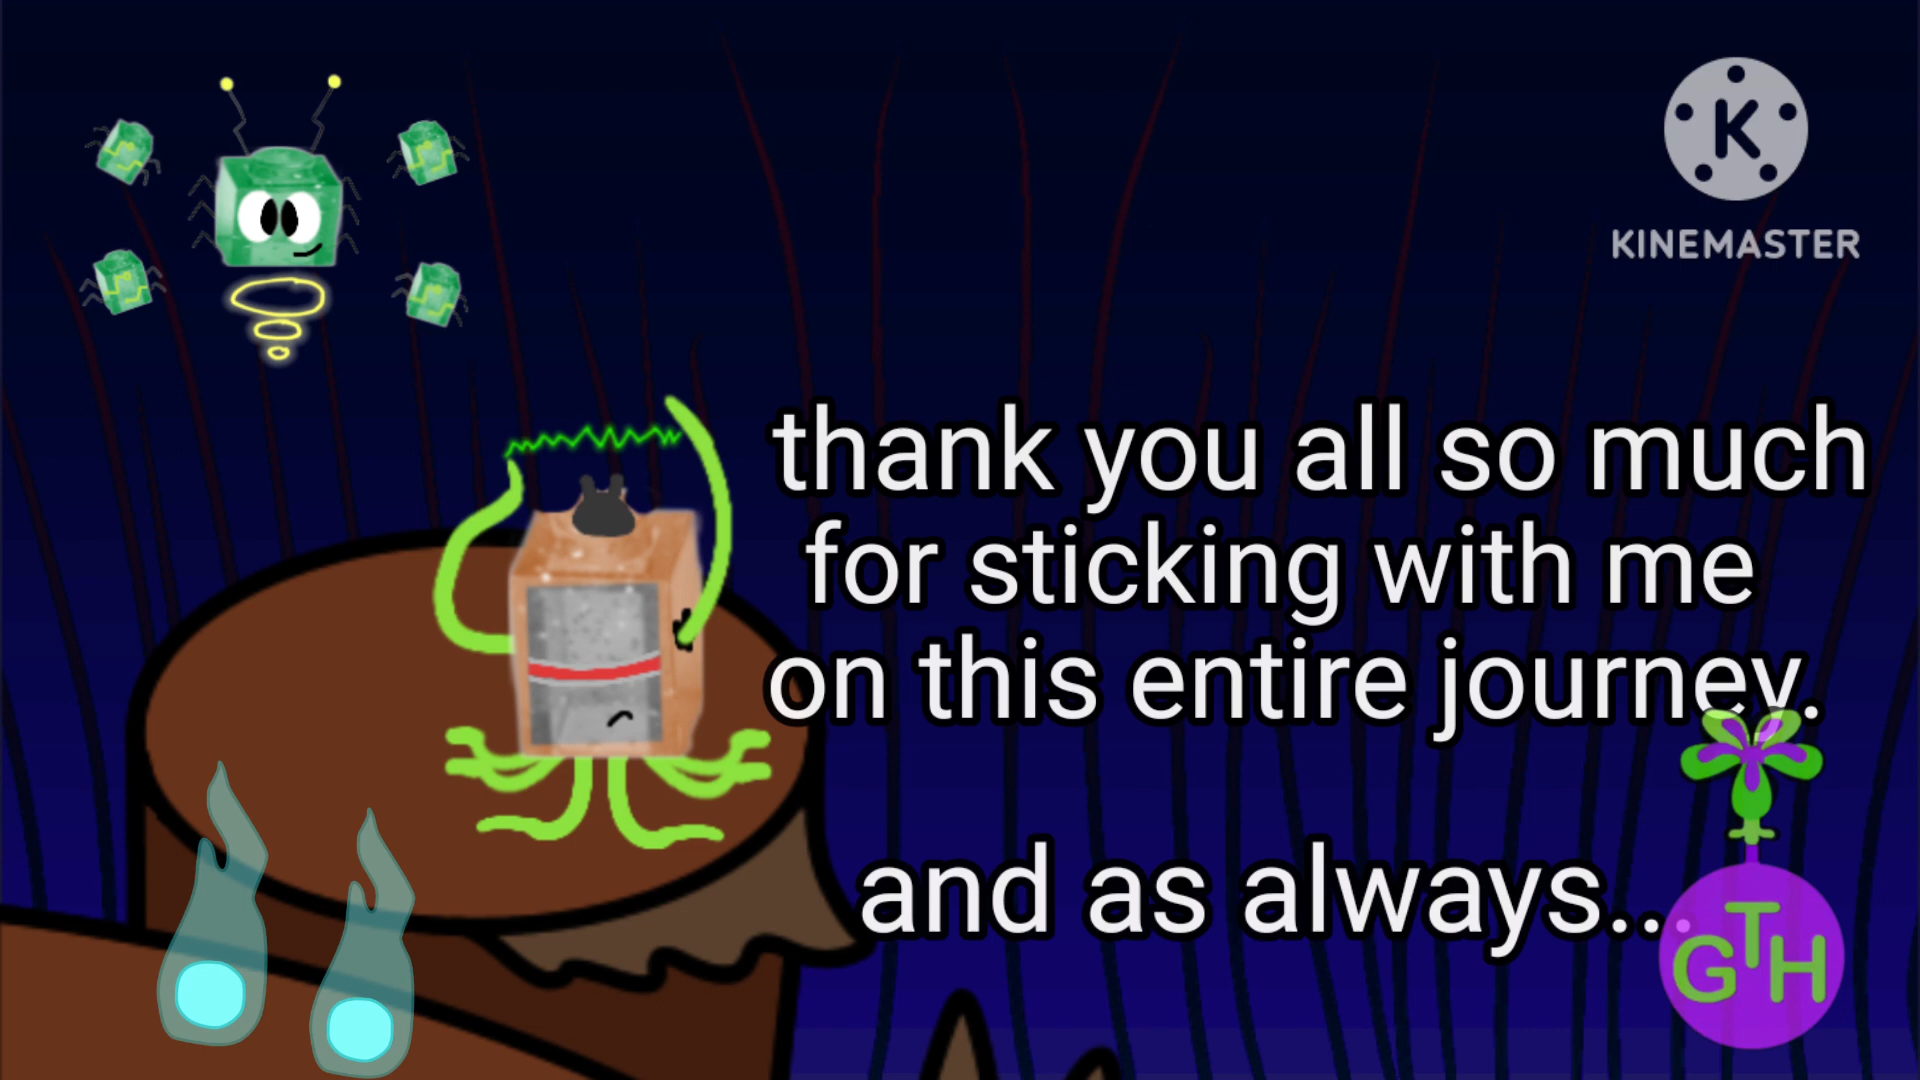 K
KINEMASTER
thank you all so much
for sticking with me
on this entire journey.
and as always...
GTH